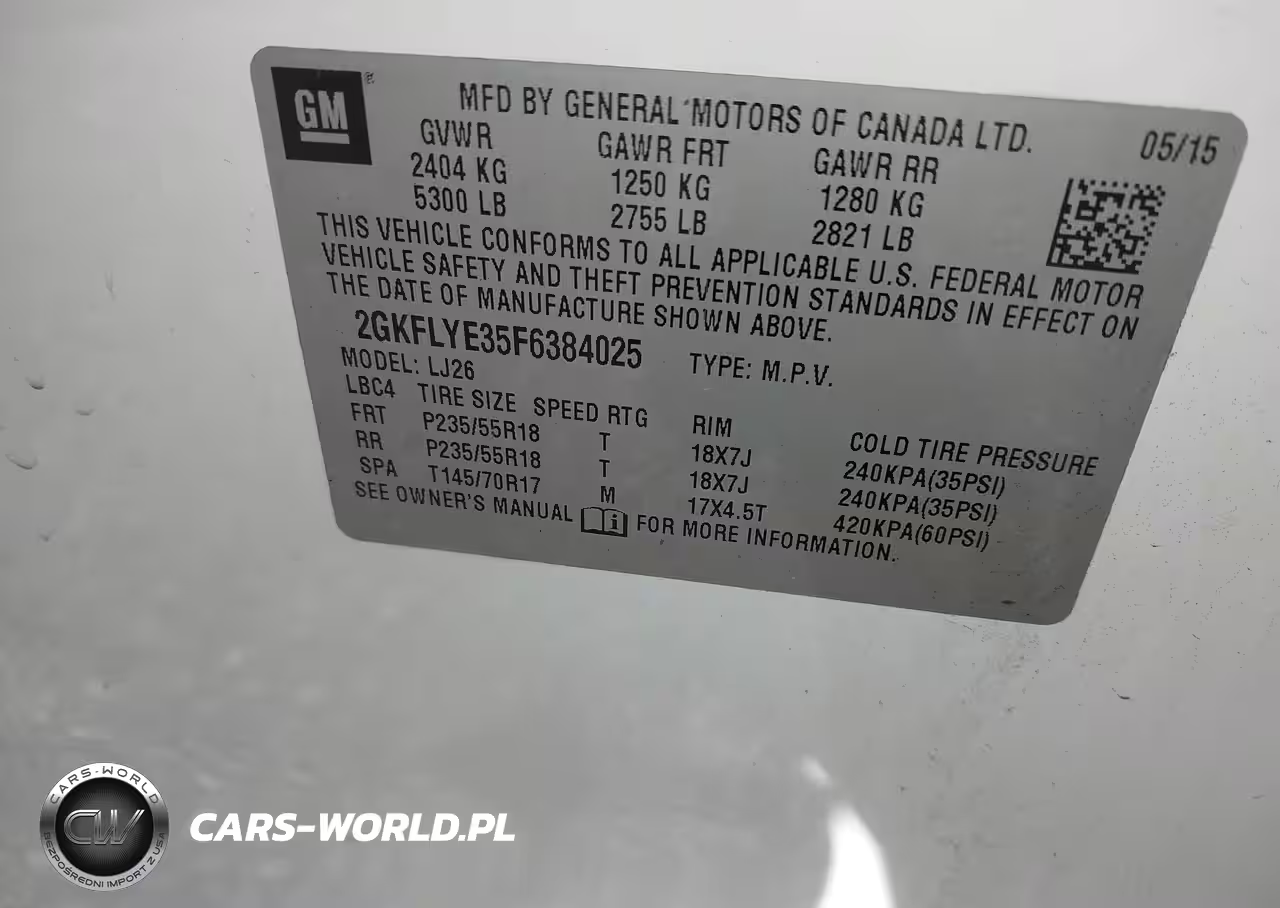 GM®
MFD BY GENERAL MOTORS OF CANADA LTD. 05/15
GVWR GAWR FRT GAWR RR
2404 KG 1250 KG 1280 KG
5300 LB 2755 LB 2821 LB
THIS VEHICLE CONFORMS TO ALL APPLICABLE U.S. FEDERAL MOTOR
VEHICLE SAFETY AND THEFT PREVENTION STANDARDS IN EFFECT ON
THE DATE OF MANUFACTURE SHOWN ABOVE.
2GKFLYE35F6384025 TYPE: M.P.V.
MODEL: LJ26
LBC4 TIRE SIZE SPEED RTG RIM COLD TIRE PRESSURE
FRT P235/55R18 T 18X7J 240KPA(35PSI)
RR P235/55R18 T 18X7J 240KPA(35PSI)
SPA T145/70R17 M 17X4.5T 420KPA(60PSI)
SEE OWNER'S MANUAL i FOR MORE INFORMATION.
CARS-WORLD
CW
BEZPOŚREDNI IMPORT Z USA
CARS-WORLD.PL